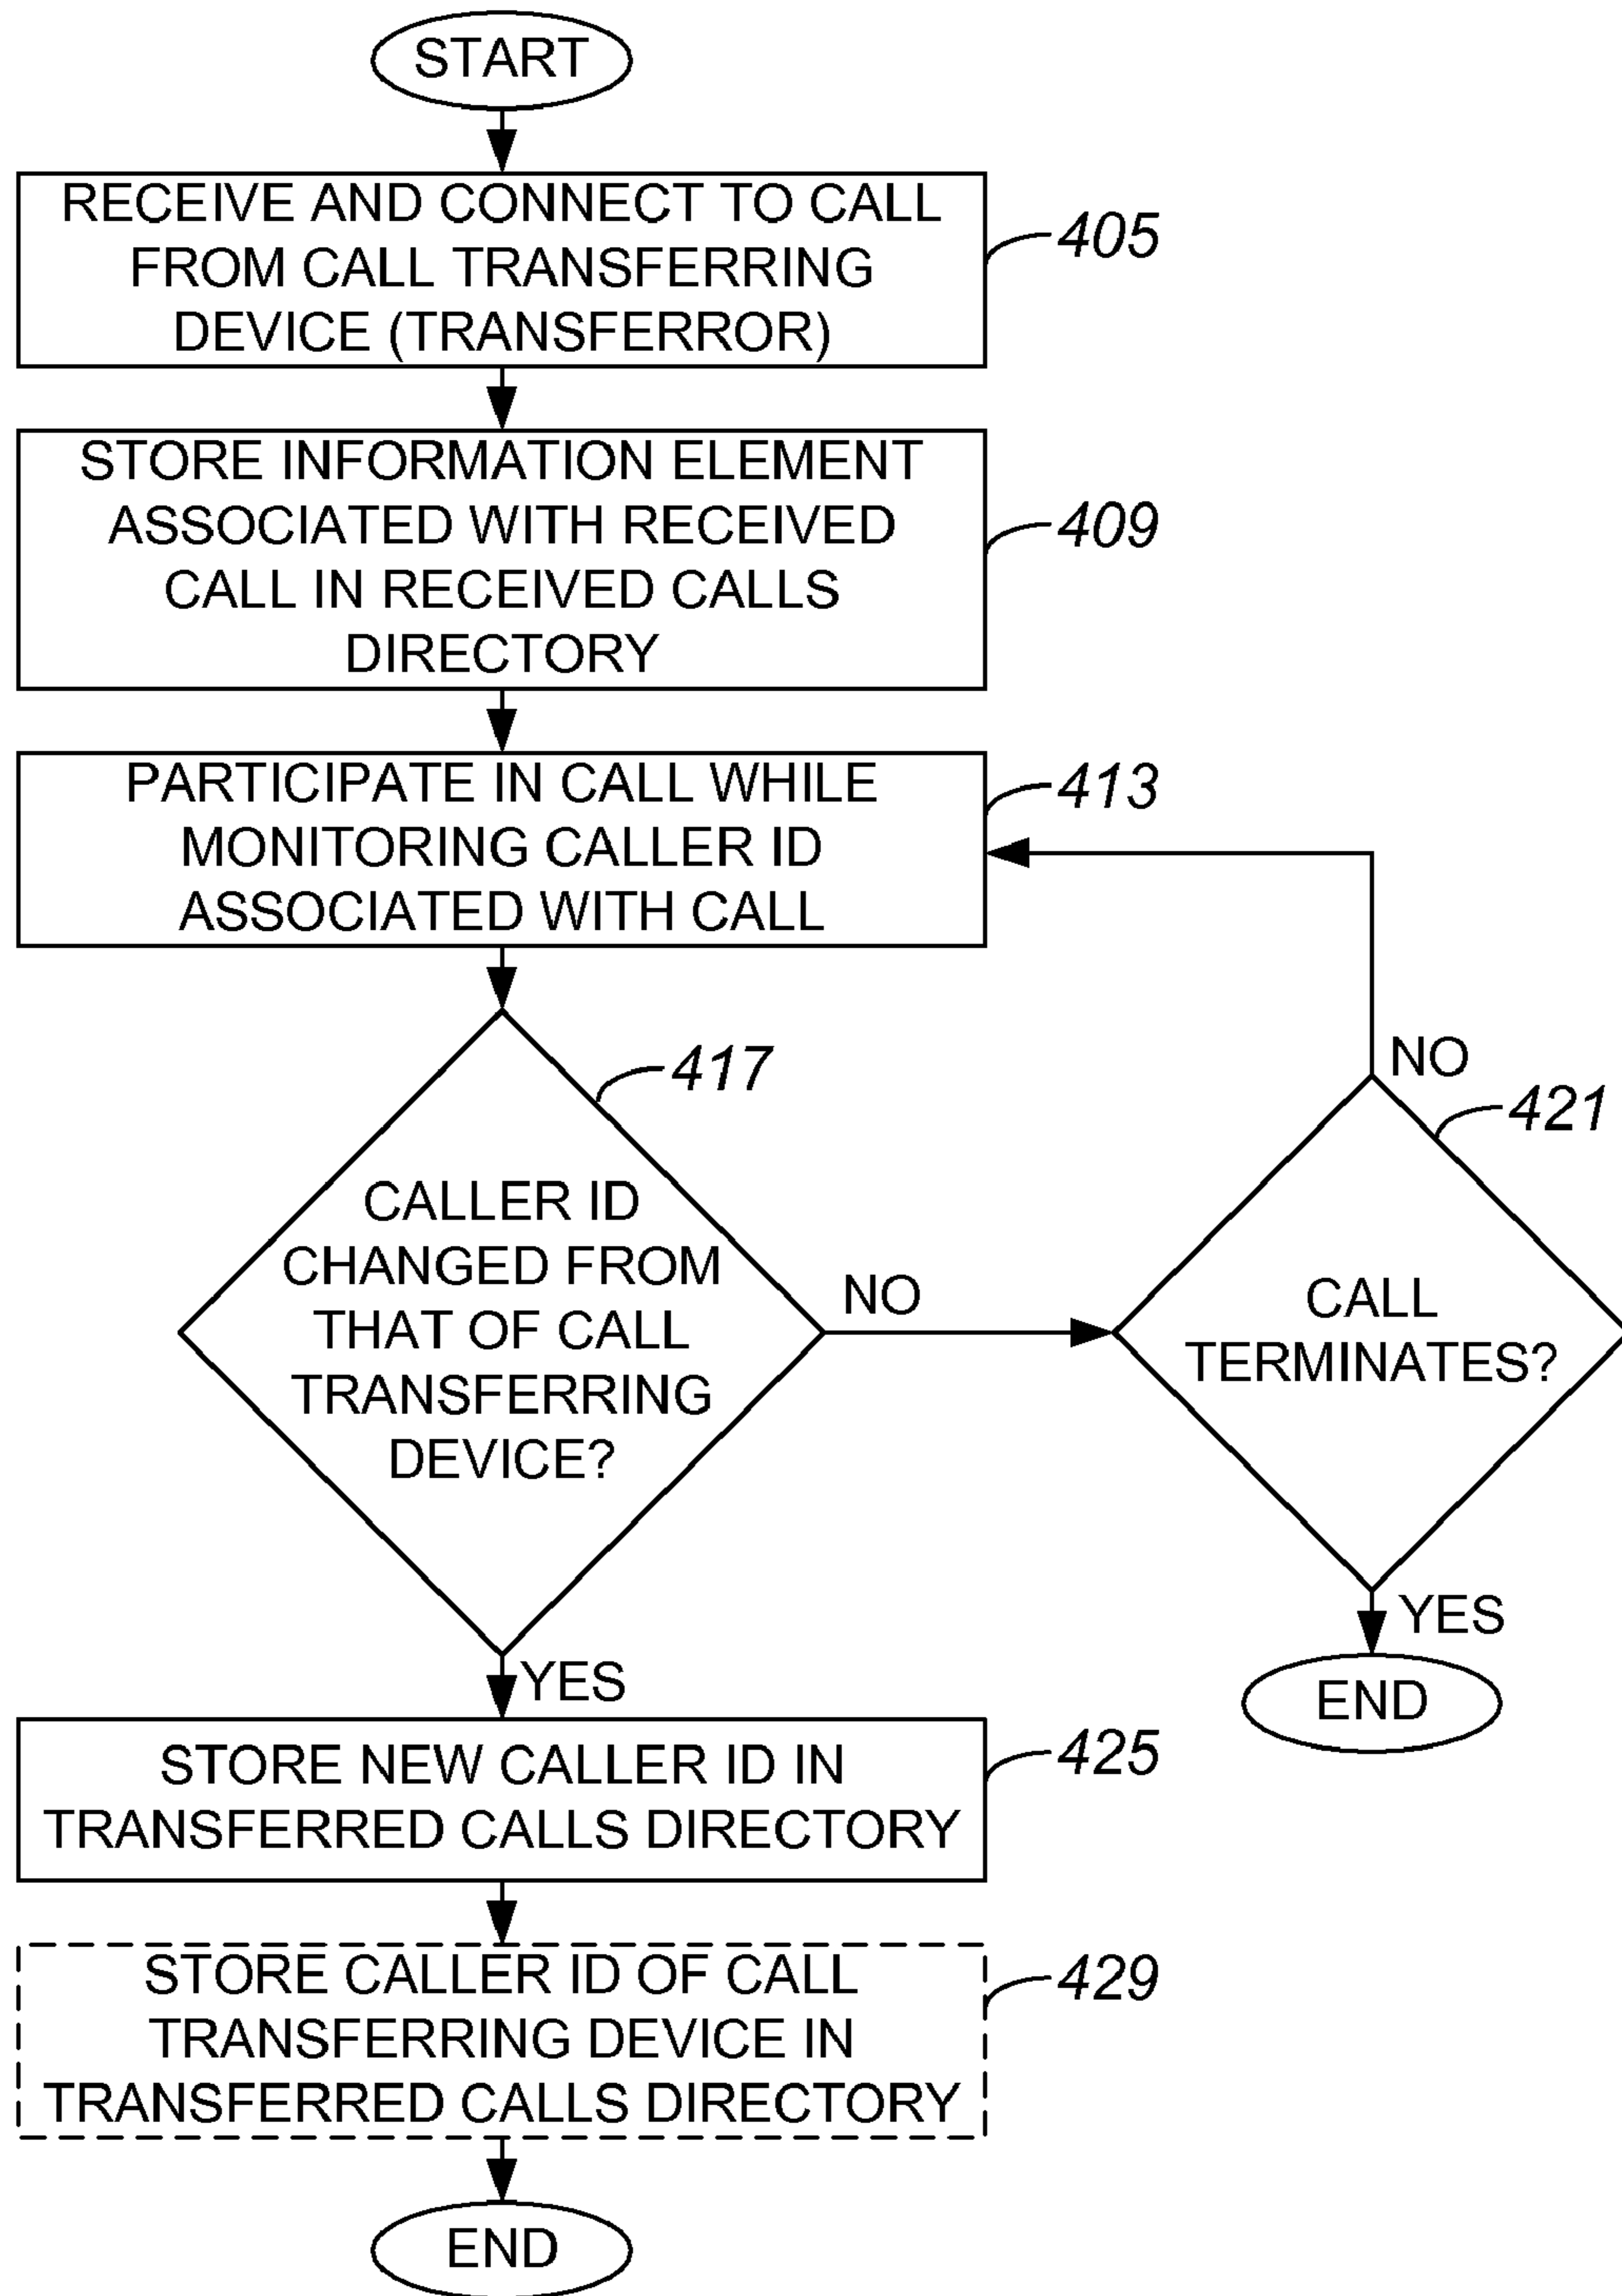 START
RECEIVE AND CONNECT TO CALL
FROM CALL TRANSFERRING
DEVICE (TRANSFERROR)
405
STORE INFORMATION ELEMENT
ASSOCIATED WITH RECEIVED
CALL IN RECEIVED CALLS
DIRECTORY
409
PARTICIPATE IN CALL WHILE
MONITORING CALLER ID
ASSOCIATED WITH CALL
413
CALLER ID
CHANGED FROM
THAT OF CALL
TRANSFERRING
DEVICE?
417
NO
CALL
TERMINATES?
421
NO
YES
END
YES
STORE NEW CALLER ID IN
TRANSFERRED CALLS DIRECTORY
425
STORE CALLER ID OF CALL
TRANSFERRING DEVICE IN
TRANSFERRED CALLS DIRECTORY
429
END